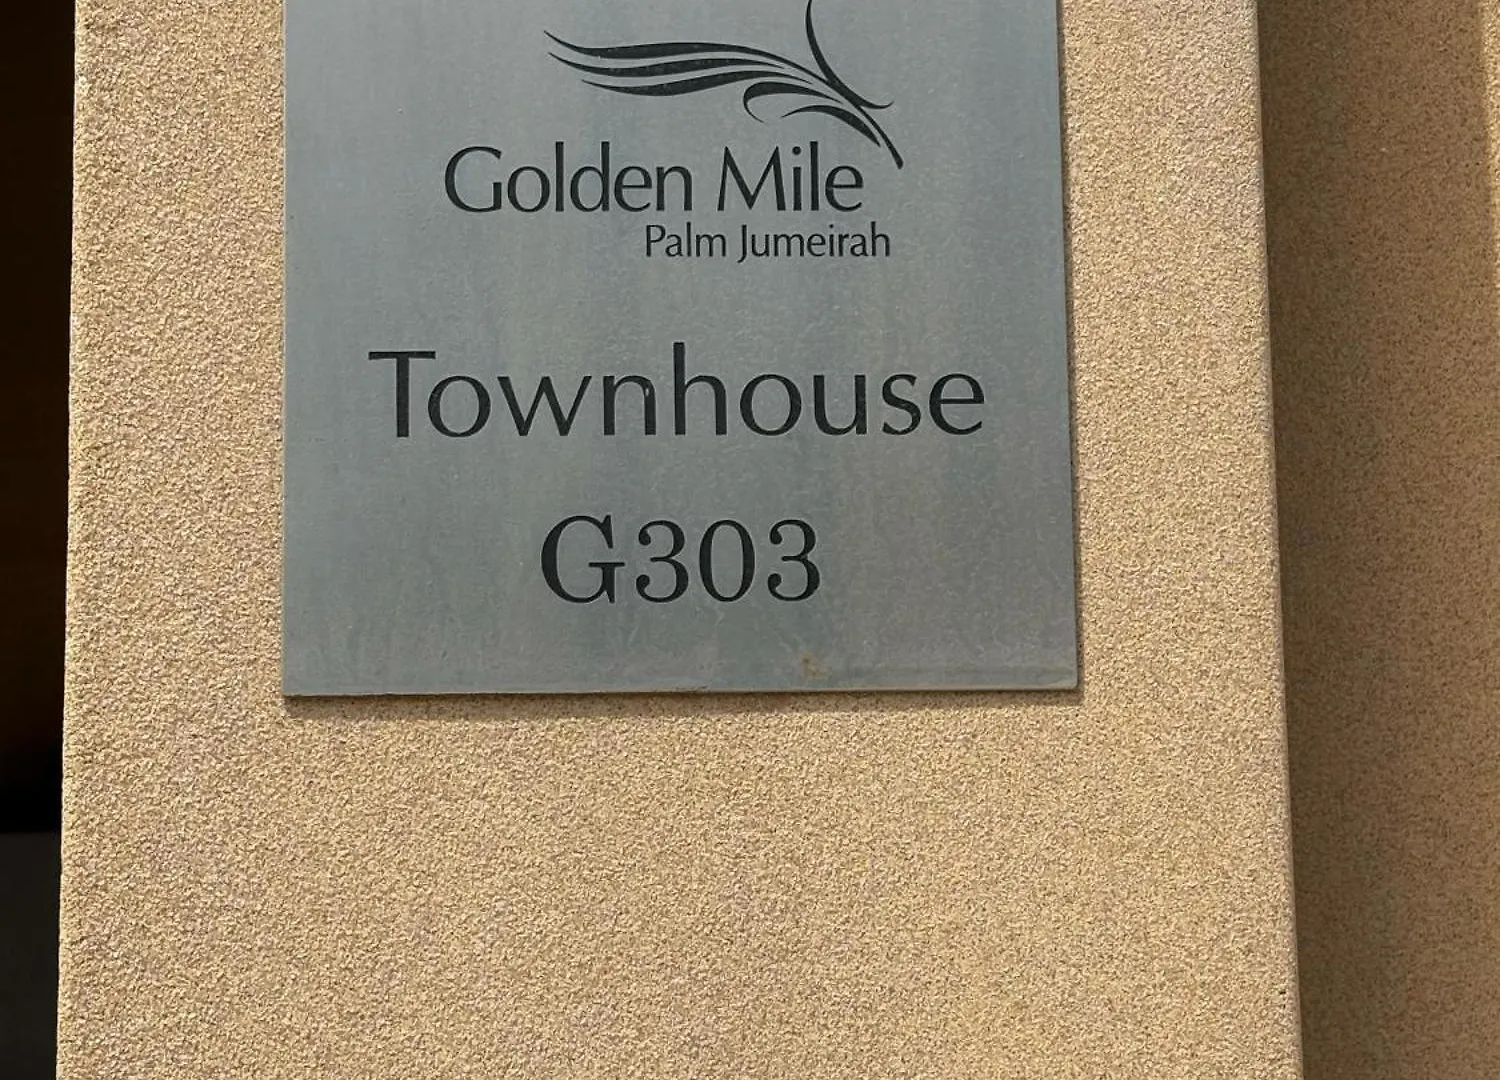 Golden Mile
Palm Jumeirah
Townhouse
G303